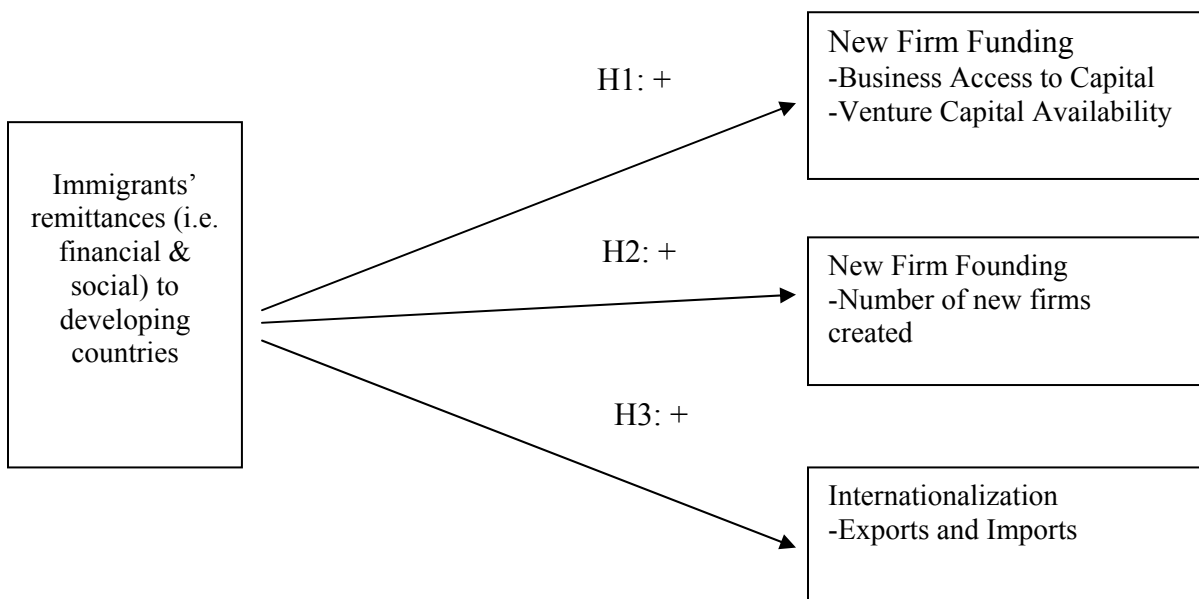 Immigrants’
remittances (i.e.
financial &
social) to
developing
countries
H1: +
H2: +
H3: +
New Firm Funding
-Business Access to Capital
-Venture Capital Availability
New Firm Founding
-Number of new firms
created
Internationalization
-Exports and Imports